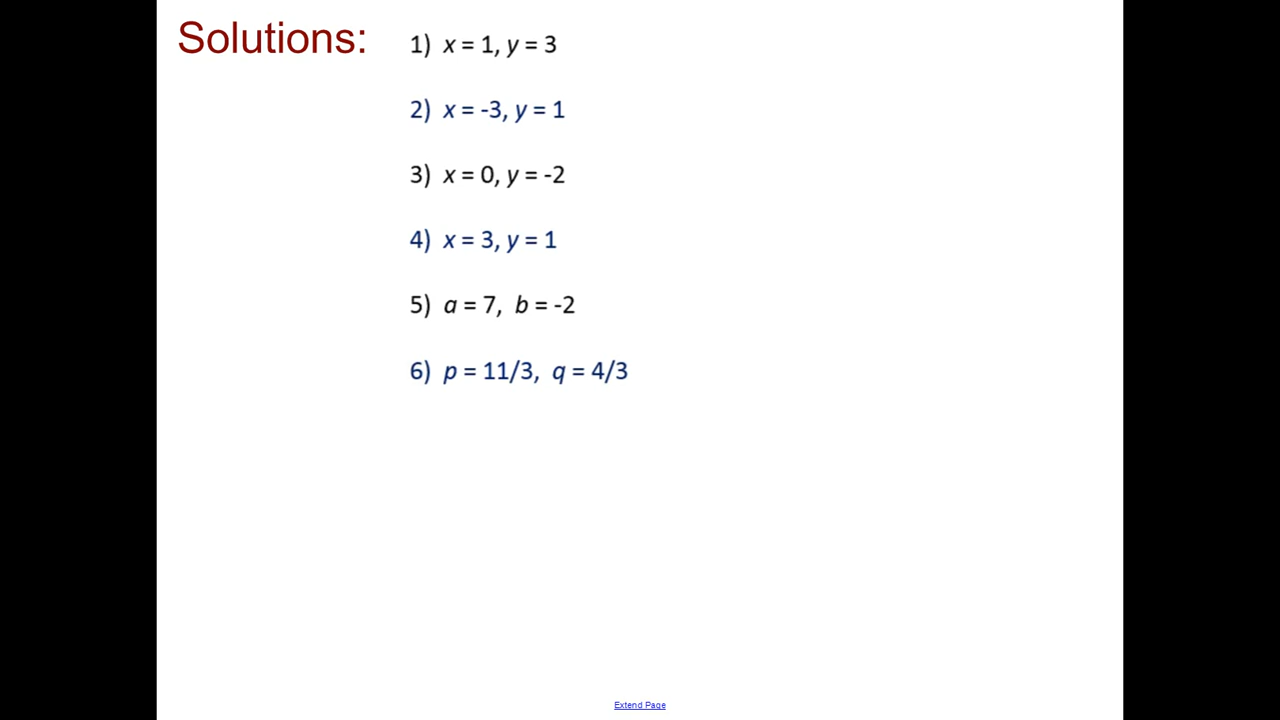 Solutions:
1) x = 1, y = 3
2) x = -3, y = 1
3) x = 0, y = -2
4) x = 3, y = 1
5) a = 7, b = -2
6) p = 11/3, q = 4/3
Extend Page